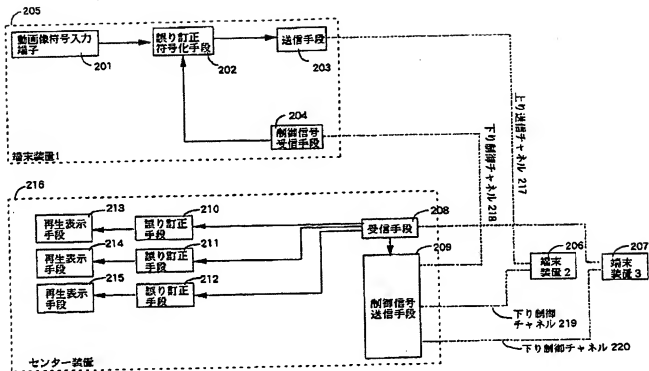 205
動画像符号入力
端子
201
誤り訂正
符号化手段
202
送信手段
203
204
制御信号
受信手段
端末装置1
上り送信チャネル 217
下り制御チャネル 218
216
213
再生表示
手段
210
誤り訂正
手段
214
再生表示
手段
211
誤り訂正
手段
215
再生表示
手段
212
誤り訂正
手段
208
受信手段
209
制御信号
送信手段
206
端末
装置2
207
端末
装置3
下り制御
チャネル 219
下り制御チャネル 220
センター装置